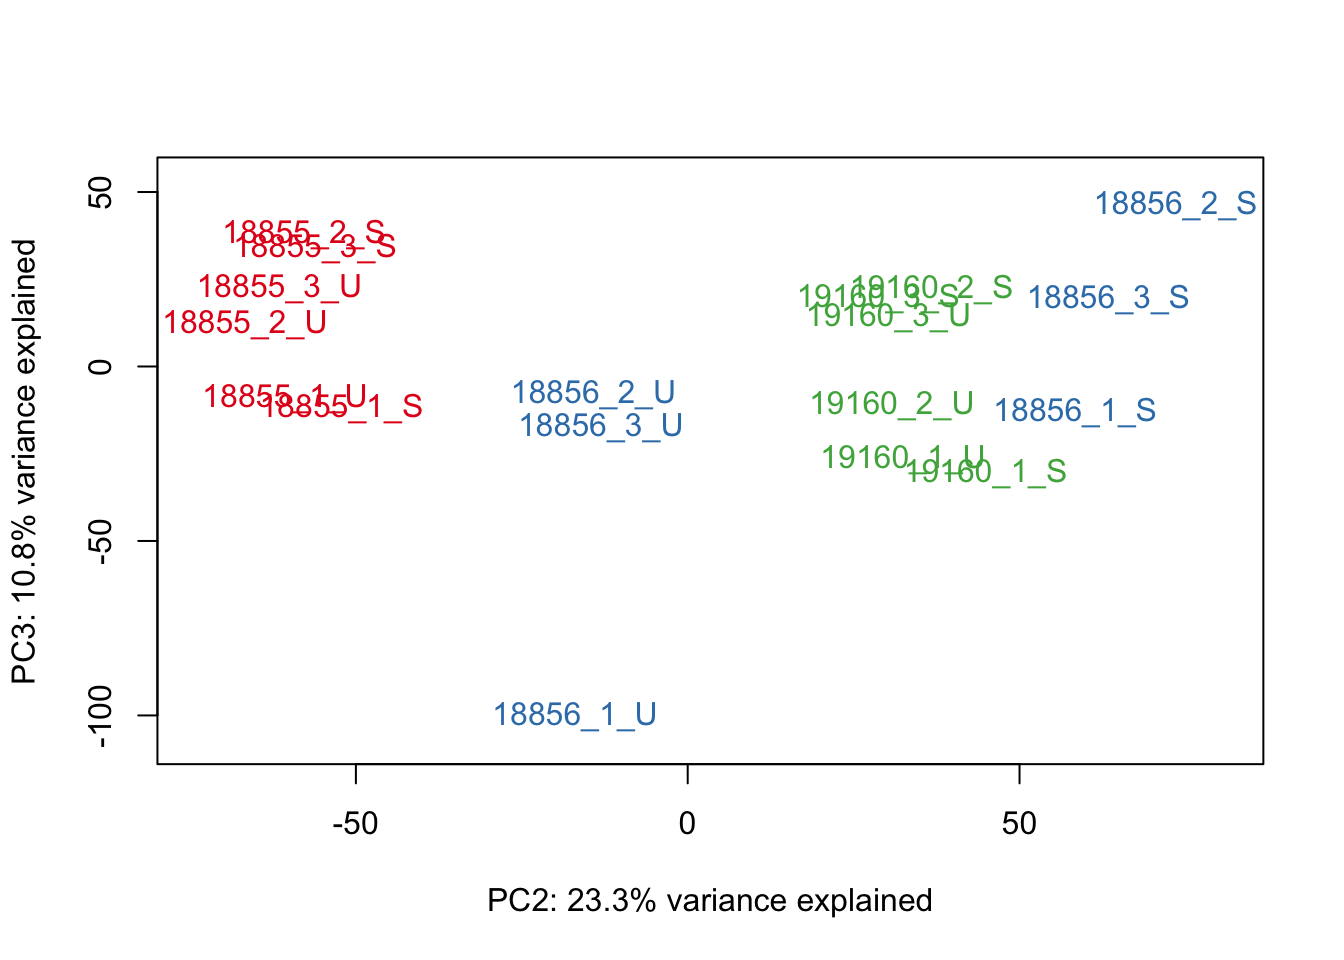 50
18856_2_S
18855_2_S
18855_3_S
18855_3_U
19160_2_S
19160_3_S
18856_3_S
18855_2_U
19160_3_U
0
18855_1_U
18855_1_S
18856_2_U
19160_2_U
18856_1_S
18856_3_U
19160_1_U
19160_1_S
-50
-100
18856_1_U
PC3: 10.8% variance explained
-50
0
50
PC2: 23.3% variance explained